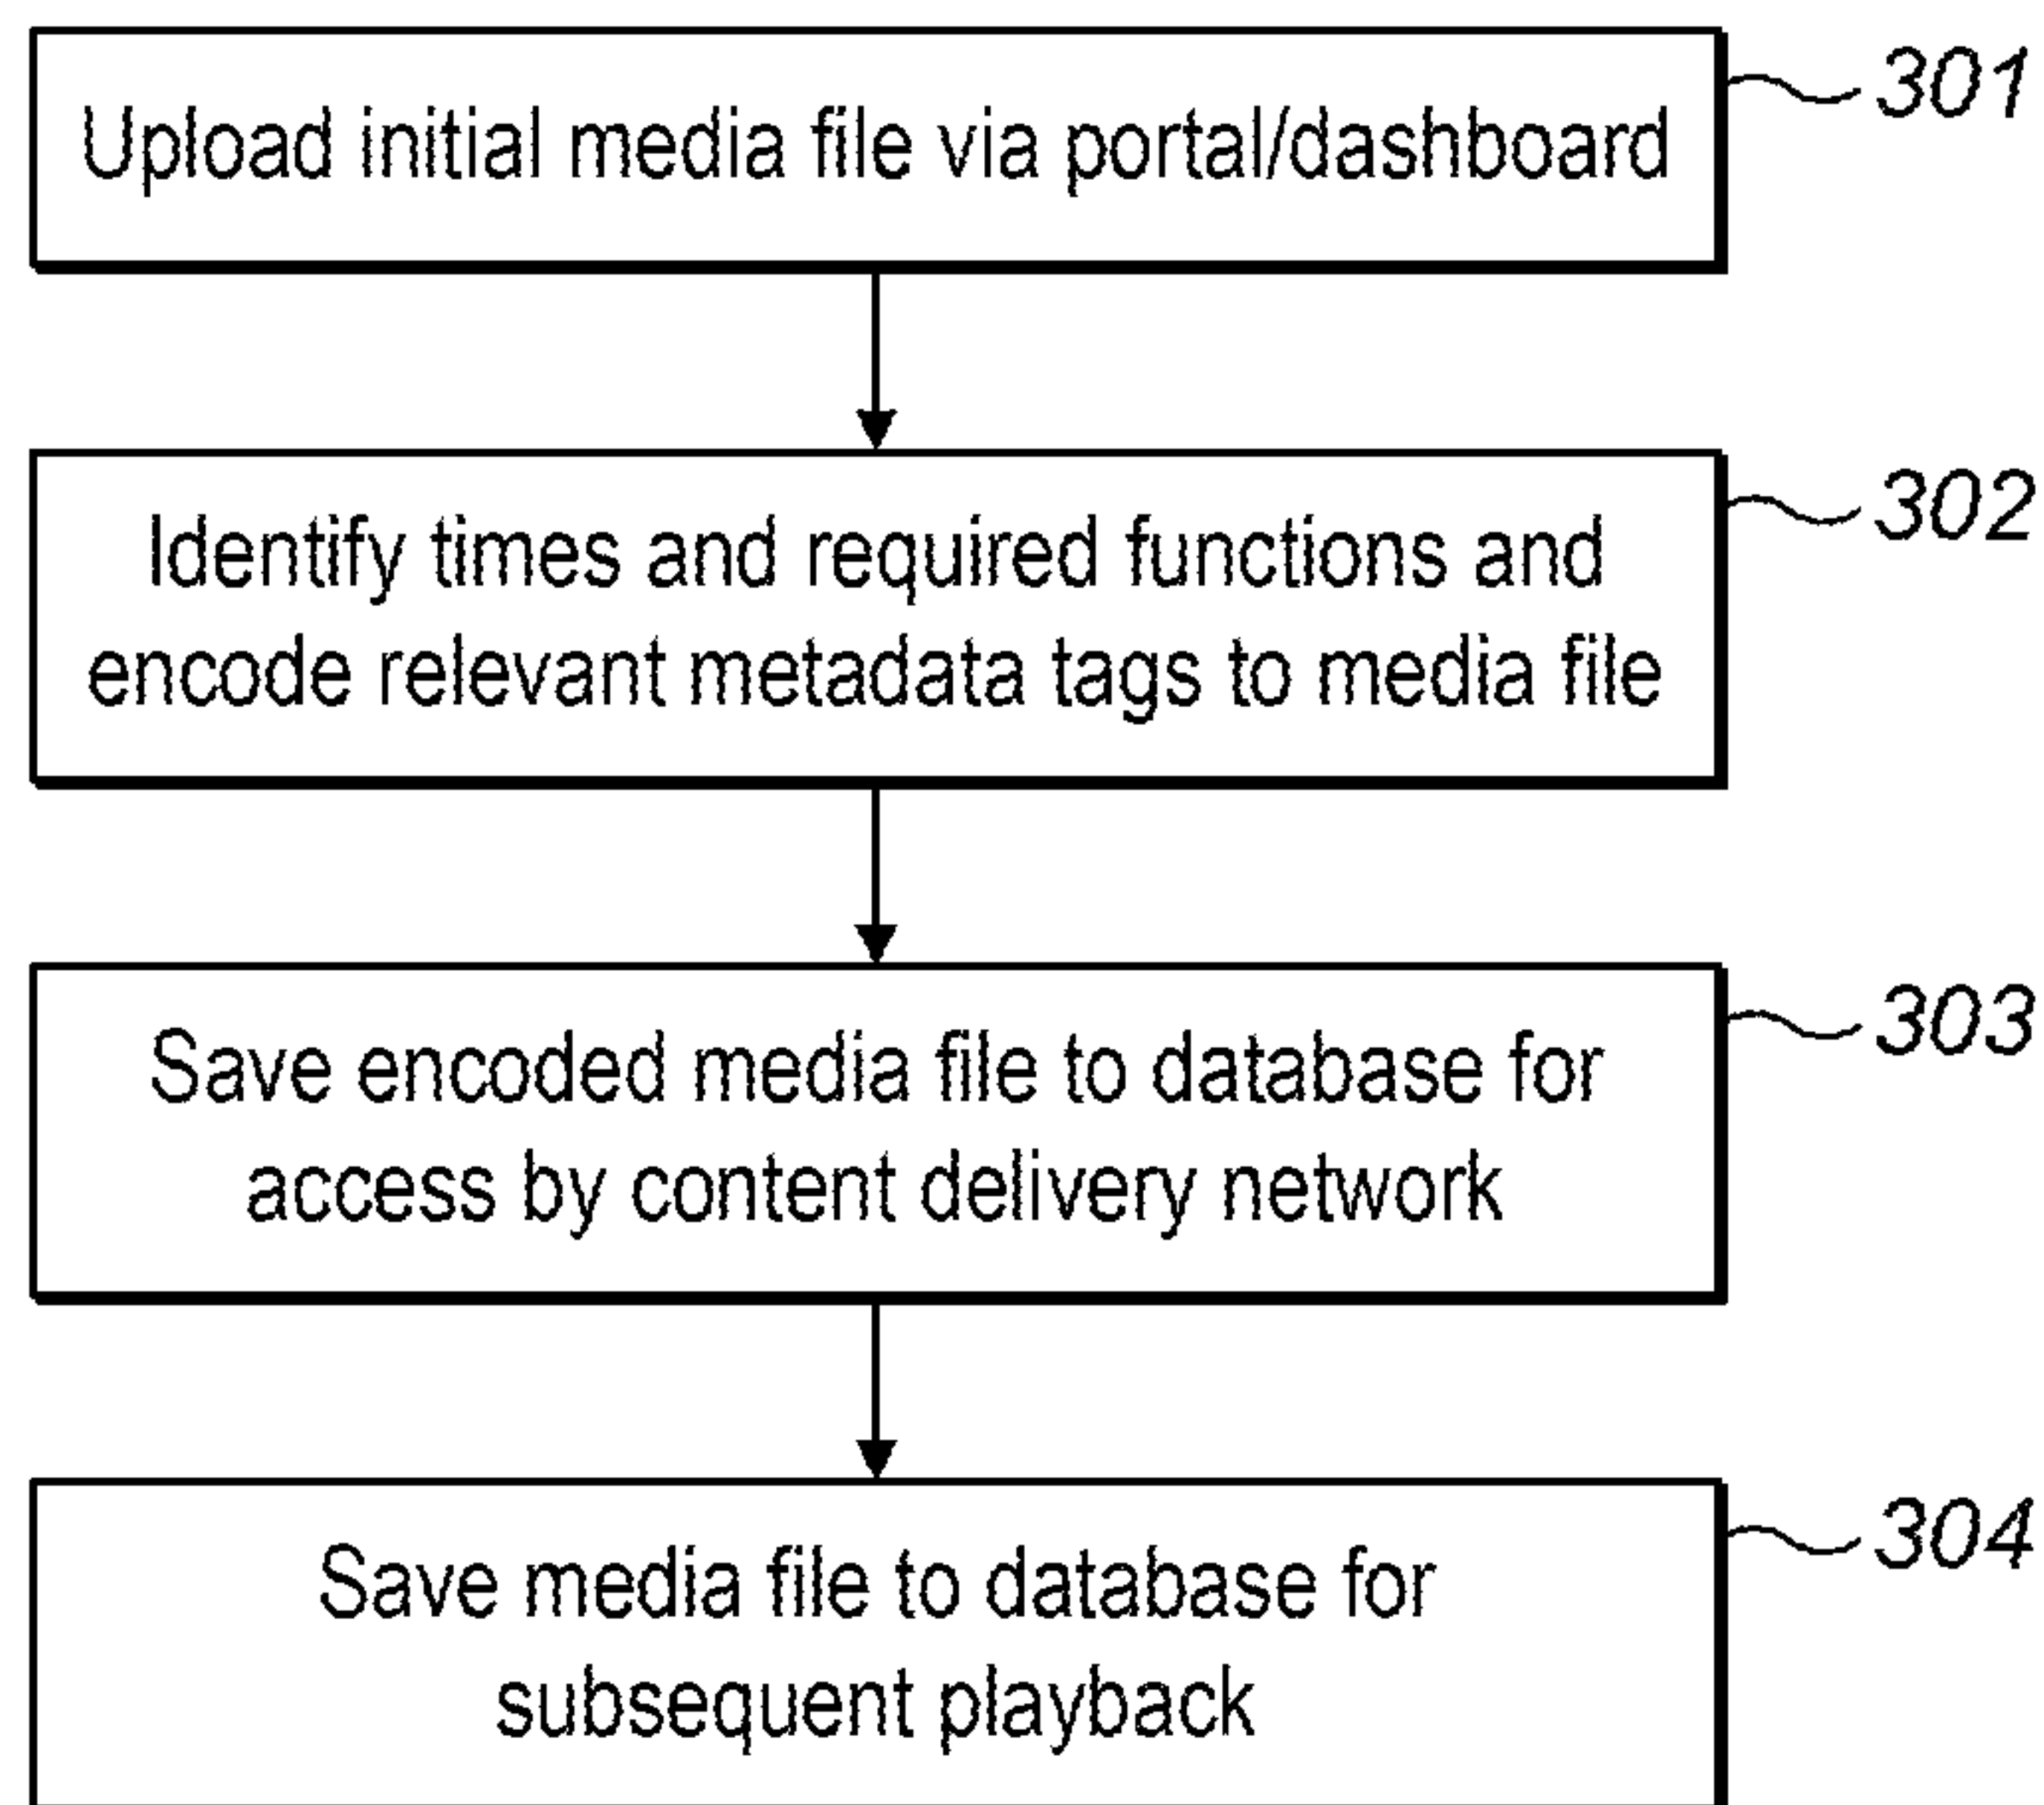 Upload initial media file via portal/dashboard
301
Identify times and required functions and
encode relevant metadata tags to media file
302
Save encoded media file to database for
access by content delivery network
303
Save media file to database for
subsequent playback
304